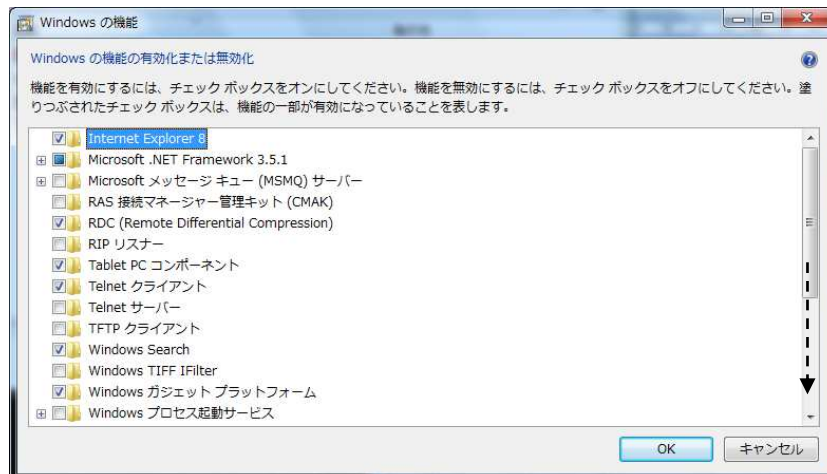 Windows の機能
Windows の機能の有効化または無効化
機能を有効にするには、チェック ボックスをオンにしてください。機能を無効にするには、チェック ボックスをオフにしてください。塗
りつぶされたチェック ボックスは、機能の一部が有効になっていることを表します。
Internet Explorer 8
Microsoft .NET Framework 3.5.1
Microsoft メッセージ キュー (MSMQ) サーバー
RAS 接続マネージャー管理キット (CMAK)
RDC (Remote Differential Compression)
RIP リスナー
Tablet PC コンポーネント
Telnet クライアント
Telnet サーバー
TFTP クライアント
Windows Search
Windows TIFF IFilter
Windows ガジェット プラットフォーム
Windows プロセス起動サービス
OK キャンセル